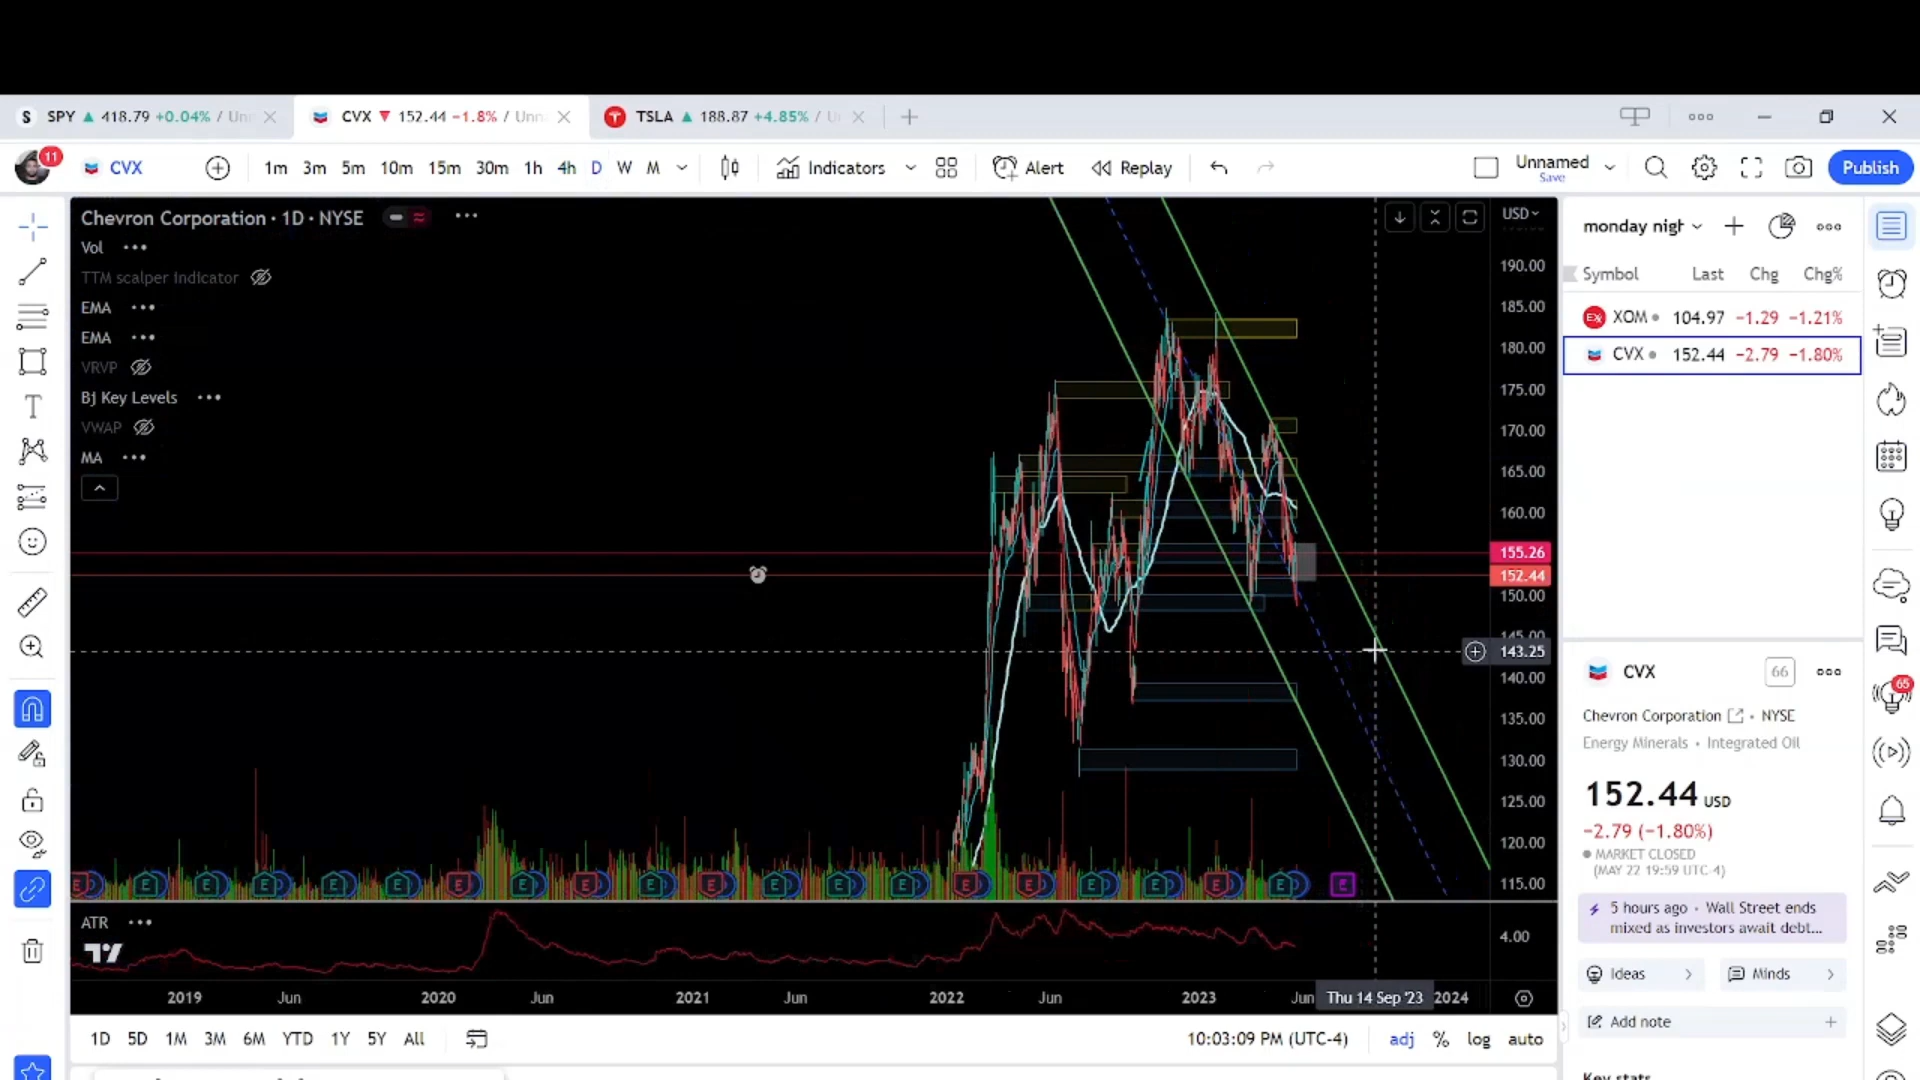 S SPY 418.79 +0.04% / Un
CVX 152.44 −1.8% / Unn
TSLA 188.87 +4.85% / U
11
CVX 1m 3m 5m 10m 15m 30m 1h 4h D W M Indicators Alert Replay Unnamed Save Publish
Chevron Corporation · 1D · NYSE
Vol
TTM scalper indicator
EMA
EMA
VRVP
Bj Key Levels
VWAP
MA
USD
190.00
185.00
180.00
175.00
170.00
165.00
160.00
155.26
152.44
150.00
145.00
143.25
140.00
135.00
130.00
125.00
120.00
115.00
ATR
4.00
2019 Jun 2020 Jun 2021 Jun 2022 Jun 2023 Jun Thu 14 Sep '23 2024
1D 5D 1M 3M 6M YTD 1Y 5Y All 10:03:09 PM (UTC-4) adj % log auto
monday nigh
Symbol Last Chg Chg%
XOM 104.97 −1.29 −1.21%
CVX 152.44 −2.79 −1.80%
CVX 66
Chevron Corporation • NYSE
Energy Minerals • Integrated Oil
152.44 USD
−2.79 (−1.80%)
MARKET CLOSED
(MAY 22 19:59 UTC-4)
5 hours ago • Wall Street ends
mixed as investors await debt...
Ideas Minds
Add note
65